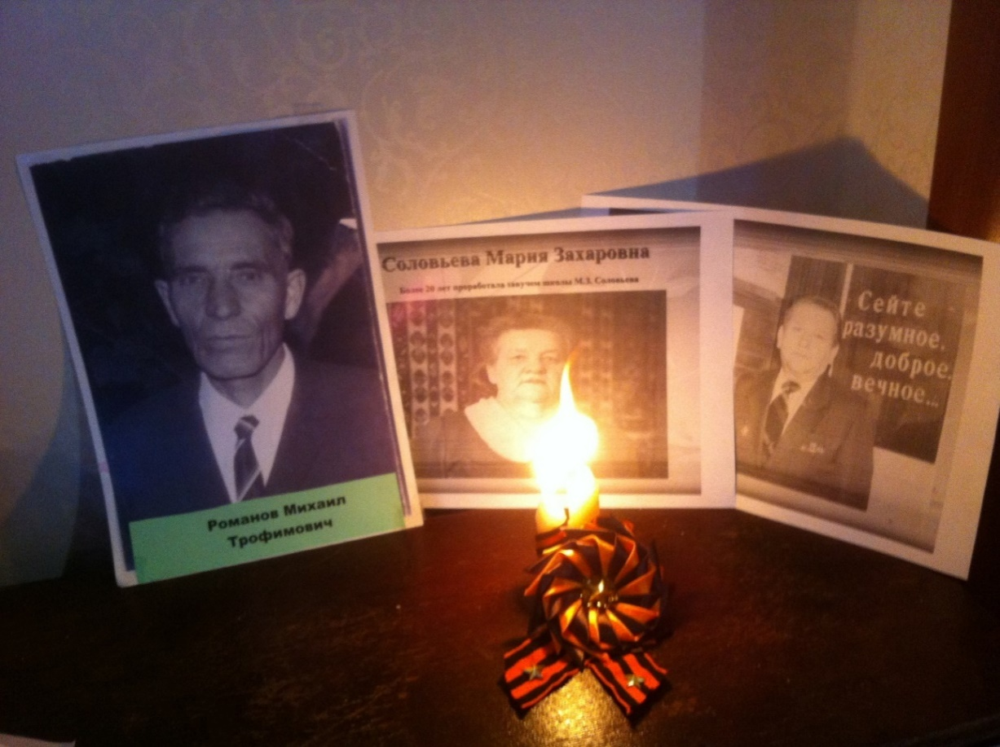 Романов Михаил
Трофимович
Соловьева Мария Захаровна
Более 20 лет проработала завучем школы М.З. Соловьева
Сейте
разумное.
доброе.
вечное...